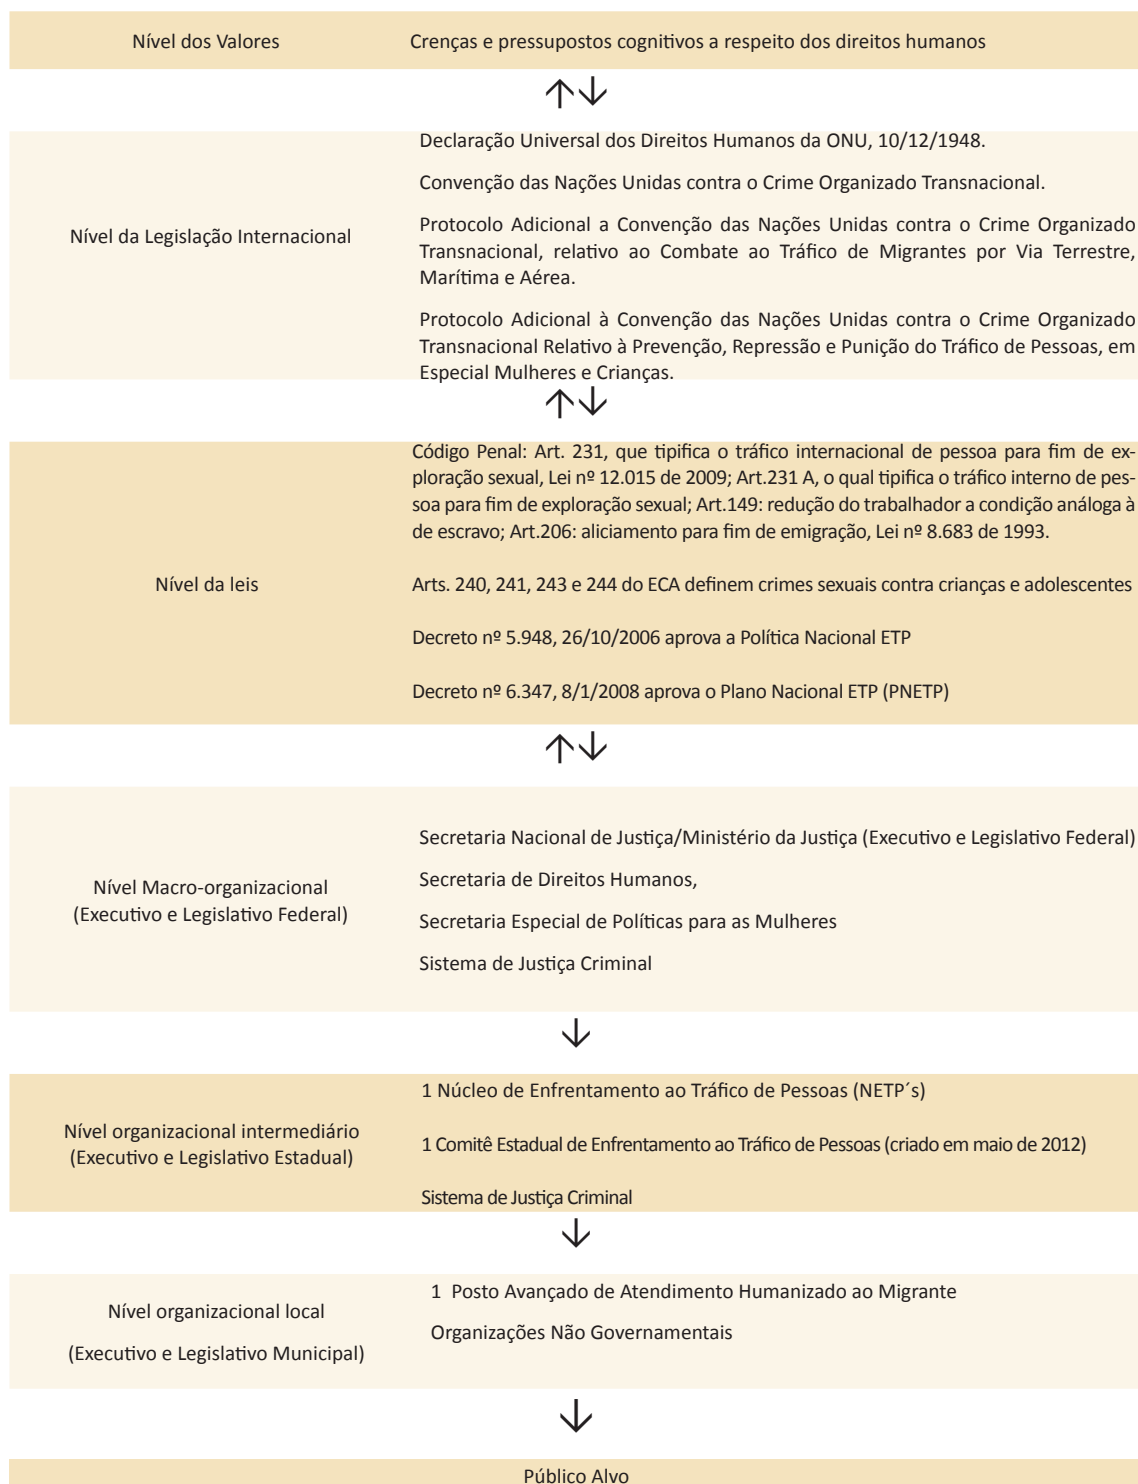 Nível dos Valores
Crenças e pressupostos cognitivos a respeito dos direitos humanos
Nível da Legislação Internacional
Declaração Universal dos Direitos Humanos da ONU, 10/12/1948.
Convenção das Nações Unidas contra o Crime Organizado Transnacional.
Protocolo Adicional a Convenção das Nações Unidas contra o Crime Organizado
Transnacional, relativo ao Combate ao Tráfico de Migrantes por Via Terrestre,
Marítima e Aérea.
Protocolo Adicional à Convenção das Nações Unidas contra o Crime Organizado
Transnacional Relativo à Prevenção, Repressão e Punição do Tráfico de Pessoas, em
Especial Mulheres e Crianças.
Nível da leis
Código Penal: Art. 231, que tipifica o tráfico internacional de pessoa para fim de ex-
ploração sexual, Lei nº 12.015 de 2009; Art.231 A, o qual tipifica o tráfico interno de pes-
soa para fim de exploração sexual; Art.149: redução do trabalhador a condição análoga à
de escravo; Art.206: aliciamento para fim de emigração, Lei nº 8.683 de 1993.
Arts. 240, 241, 243 e 244 do ECA definem crimes sexuais contra crianças e adolescentes
Decreto nº 5.948, 26/10/2006 aprova a Política Nacional ETP
Decreto nº 6.347, 8/1/2008 aprova o Plano Nacional ETP (PNETP)
Nível Macro-organizacional
(Executivo e Legislativo Federal)
Secretaria Nacional de Justiça/Ministério da Justiça (Executivo e Legislativo Federal)
Secretaria de Direitos Humanos,
Secretaria Especial de Políticas para as Mulheres
Sistema de Justiça Criminal
Nível organizacional intermediário
(Executivo e Legislativo Estadual)
1 Núcleo de Enfrentamento ao Tráfico de Pessoas (NETP´s)
1 Comitê Estadual de Enfrentamento ao Tráfico de Pessoas (criado em maio de 2012)
Sistema de Justiça Criminal
Nível organizacional local
(Executivo e Legislativo Municipal)
1 Posto Avançado de Atendimento Humanizado ao Migrante
Organizações Não Governamentais
Público Alvo